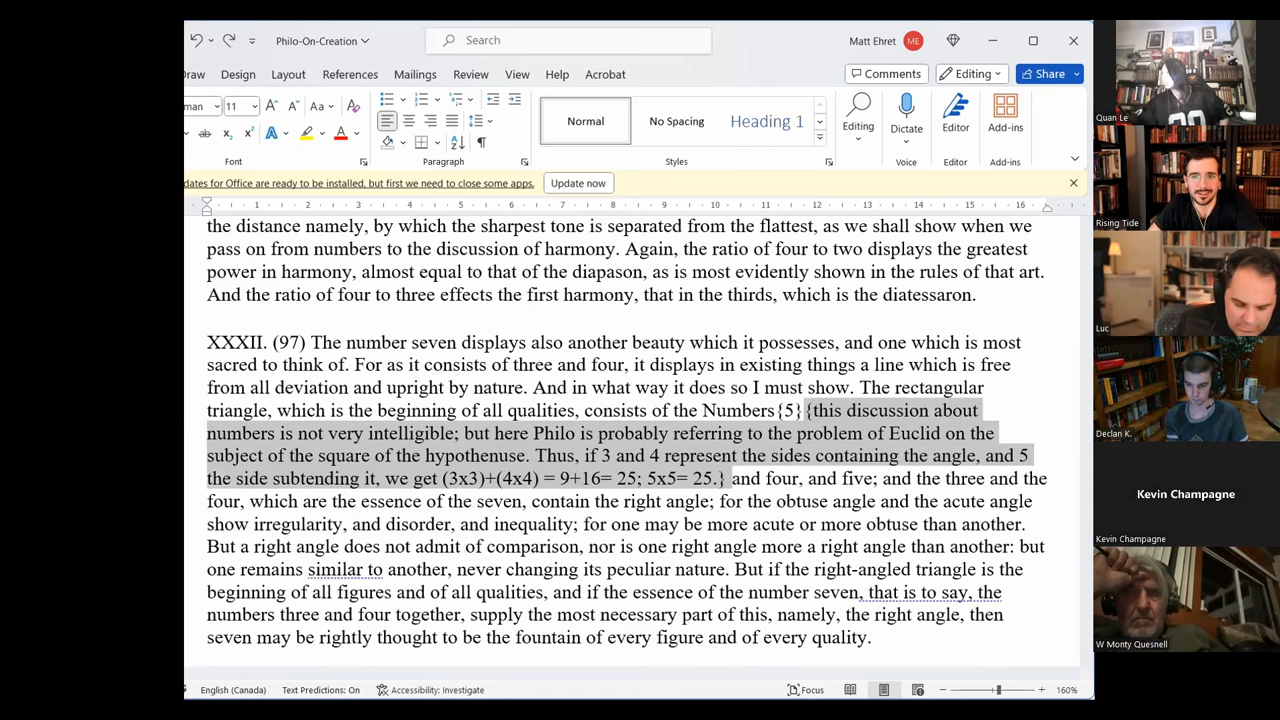 Philo-On-Creation
Search
Matt Ehret
ME
raw
Design
Layout
References
Mailings
Review
View
Help
Acrobat
Comments
Editing
Share
man
11
Aa
Normal
No Spacing
Heading 1
Editing
Dictate
Editor
Add-ins
Font
Paragraph
Styles
Voice
Editor
Add-ins
dates for Office are ready to be installed, but first we need to close some apps.
Update now
1 2 3 4 5 6 7 8 9 10 11 12 13 14 15 16
the distance namely, by which the sharpest tone is separated from the flattest, as we shall show when we
pass on from numbers to the discussion of harmony. Again, the ratio of four to two displays the greatest
power in harmony, almost equal to that of the diapason, as is most evidently shown in the rules of that art.
And the ratio of four to three effects the first harmony, that in the thirds, which is the diatessaron.
XXXII. (97) The number seven displays also another beauty which it possesses, and one which is most
sacred to think of. For as it consists of three and four, it displays in existing things a line which is free
from all deviation and upright by nature. And in what way it does so I must show. The rectangular
triangle, which is the beginning of all qualities, consists of the Numbers{5} {this discussion about
numbers is not very intelligible; but here Philo is probably referring to the problem of Euclid on the
subject of the square of the hypothenuse. Thus, if 3 and 4 represent the sides containing the angle, and 5
the side subtending it, we get (3x3)+(4x4) = 9+16= 25; 5x5= 25.} and four, and five; and the three and the
four, which are the essence of the seven, contain the right angle; for the obtuse angle and the acute angle
show irregularity, and disorder, and inequality; for one may be more acute or more obtuse than another.
But a right angle does not admit of comparison, nor is one right angle more a right angle than another: but
one remains similar to another, never changing its peculiar nature. But if the right-angled triangle is the
beginning of all figures and of all qualities, and if the essence of the number seven, that is to say, the
numbers three and four together, supply the most necessary part of this, namely, the right angle, then
seven may be rightly thought to be the fountain of every figure and of every quality.
English (Canada)
Text Predictions: On
Accessibility: Investigate
Focus
160%
Quan Le
Rising Tide
Luc
Declan K.
Kevin Champagne
Kevin Champagne
W Monty Quesnell